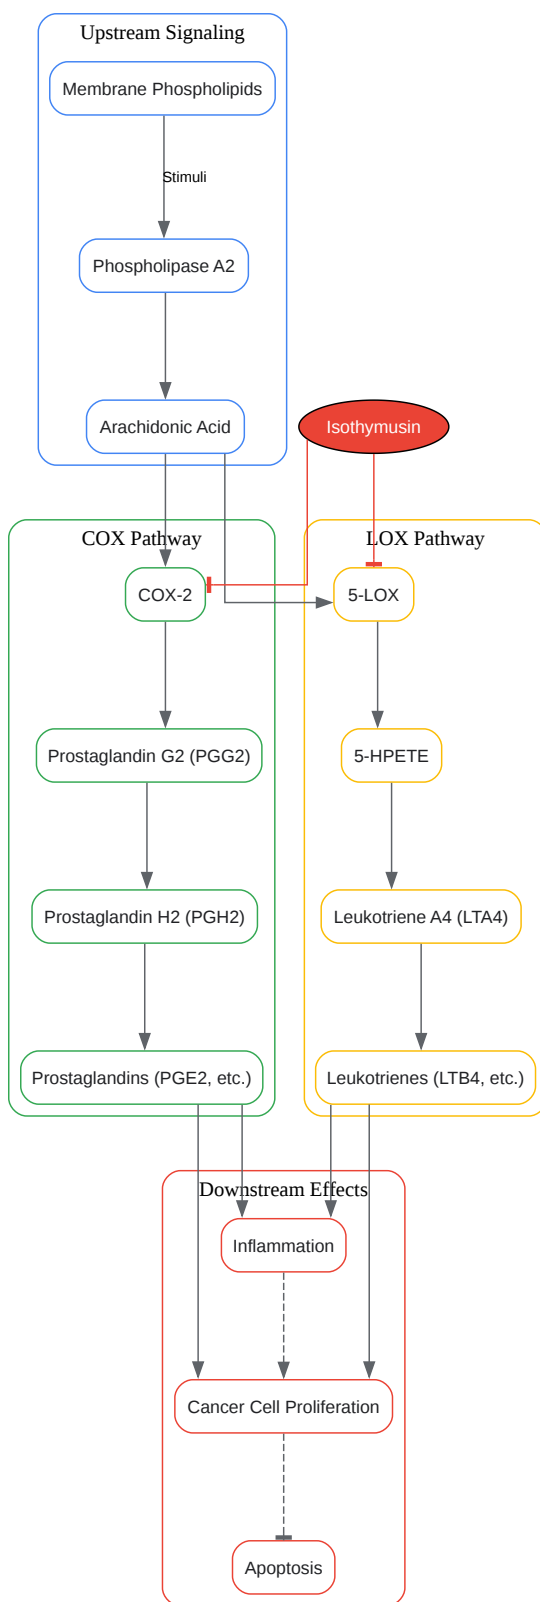 Upstream Signaling
Membrane Phospholipids
Stimuli
Phospholipase A2
Arachidonic Acid
Isothymusin
COX Pathway
LOX Pathway
COX-2
5-LOX
Prostaglandin G2 (PGG2)
5-HPETE
Prostaglandin H2 (PGH2)
Leukotriene A4 (LTA4)
Prostaglandins (PGE2, etc.)
Leukotrienes (LTB4, etc.)
Downstream Effects
Inflammation
Cancer Cell Proliferation
Apoptosis